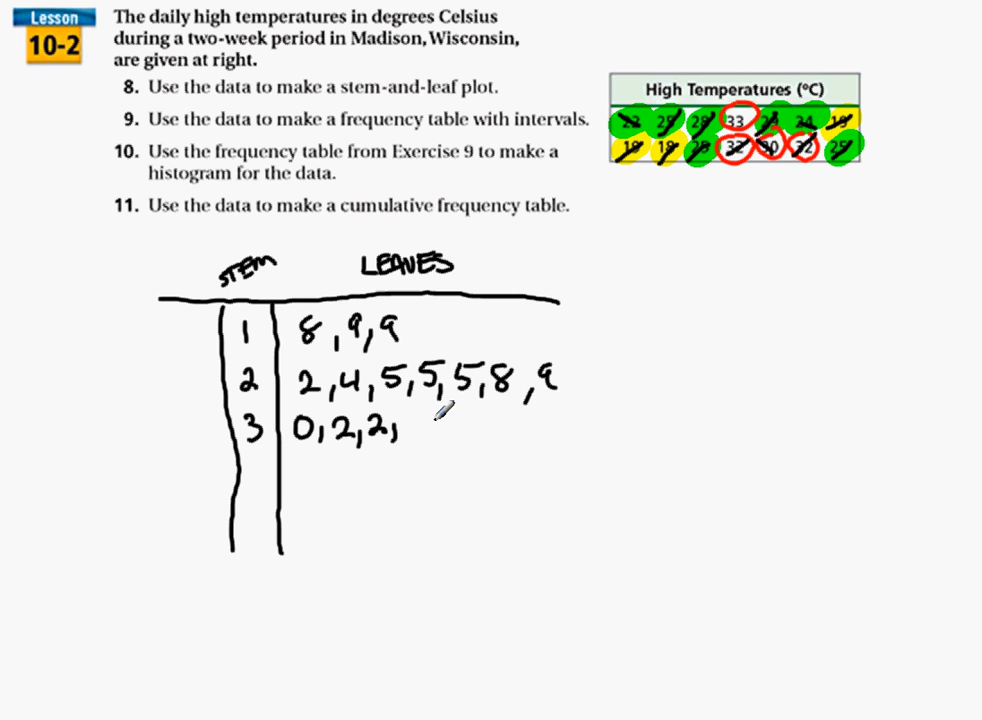 Lesson
10-2
The daily high temperatures in degrees Celsius
during a two-week period in Madison, Wisconsin,
are given at right.
8. Use the data to make a stem-and-leaf plot.
9. Use the data to make a frequency table with intervals.
10. Use the frequency table from Exercise 9 to make a
histogram for the data.
11. Use the data to make a cumulative frequency table.
High Temperatures (°C)
22 25 28 33 29 24 19
25 32 30 32 25
STEM LEAVES
1 8, 9, 9
2 2, 4, 5, 5, 5, 8, 9
3 0, 2, 2,